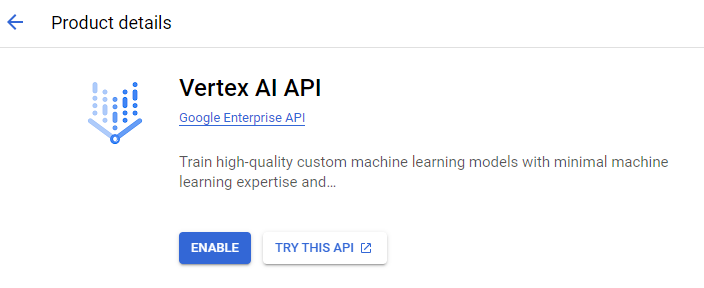 Product details
Vertex AI API
Google Enterprise API
Train high-quality custom machine learning models with minimal machine
learning expertise and…
ENABLE
TRY THIS API